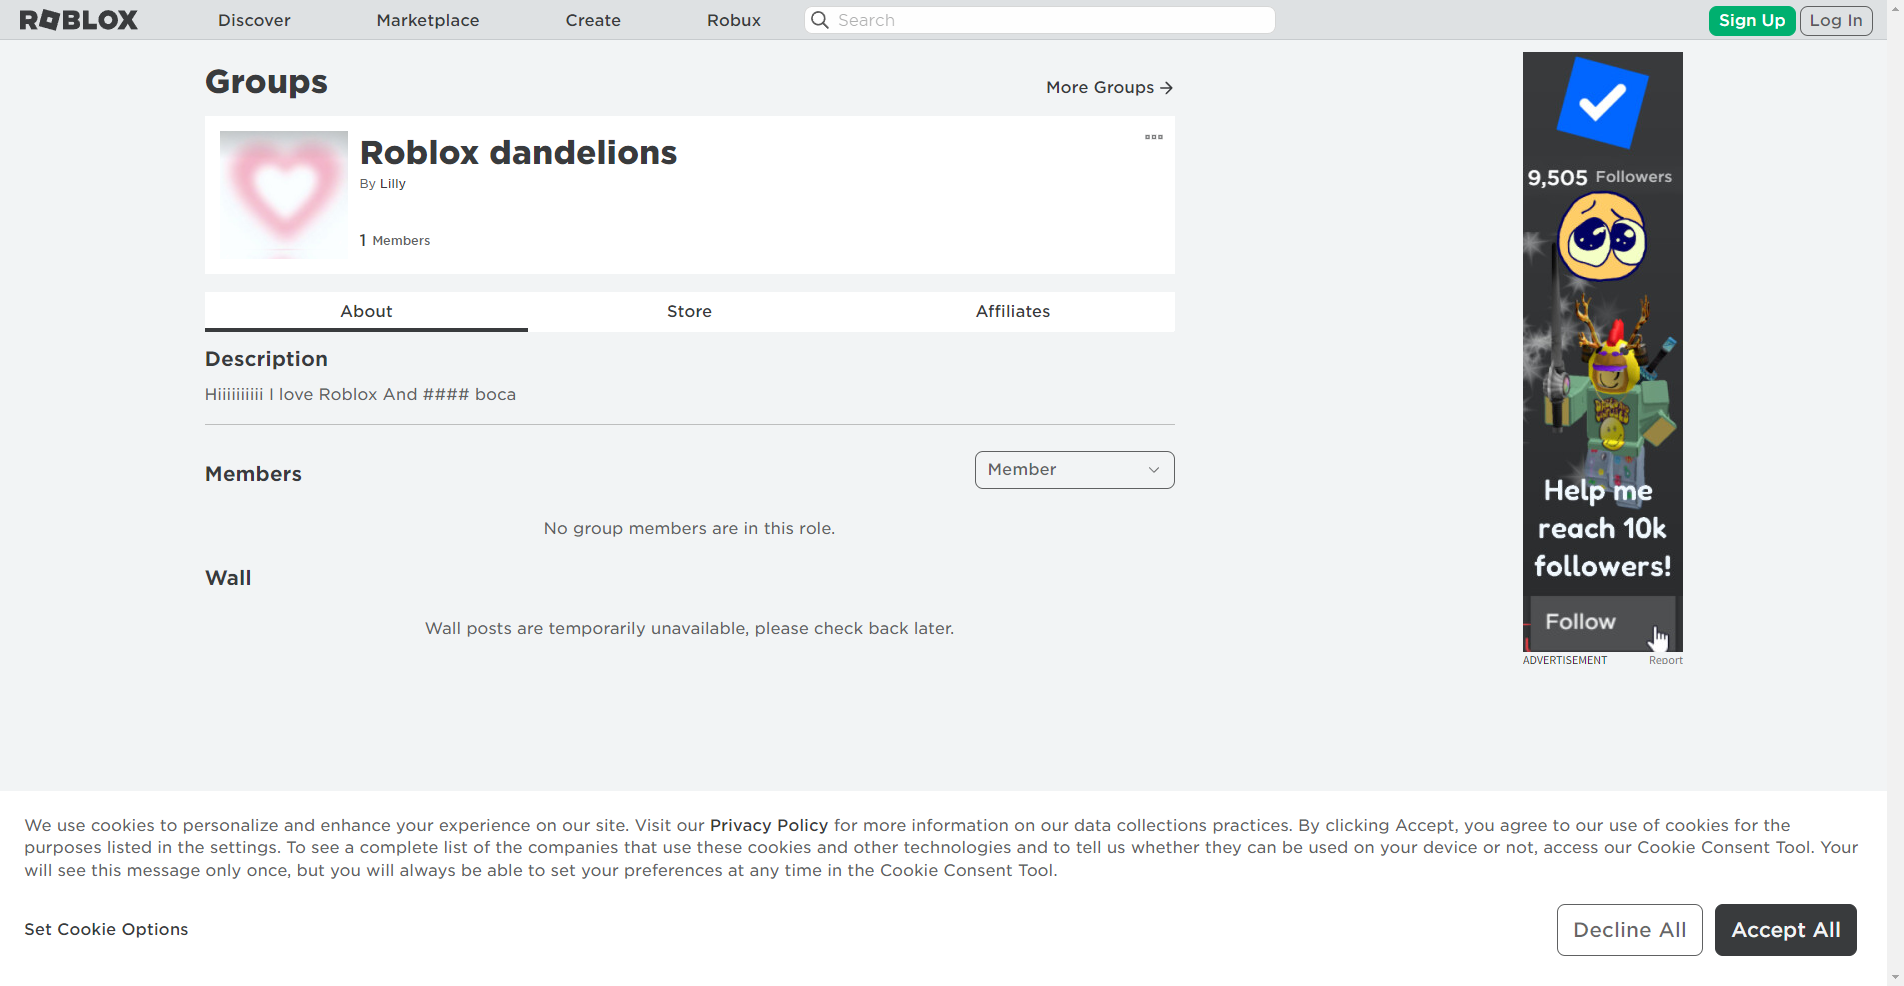 ROBLOX
Discover
Marketplace
Create
Robux
Search
Sign Up
Log In
Groups
More Groups →
Roblox dandelions
By Lilly
1 Members
About
Store
Affiliates
Description
Hiiiiiiiiii I love Roblox And #### boca
Members
Member
No group members are in this role.
Wall
Wall posts are temporarily unavailable, please check back later.
9,505 Followers
Help me
reach 10k
followers!
Follow
ADVERTISEMENT
Report
We use cookies to personalize and enhance your experience on our site. Visit our Privacy Policy for more information on our data collections practices. By clicking Accept, you agree to our use of cookies for the
purposes listed in the settings. To see a complete list of the companies that use these cookies and other technologies and to tell us whether they can be used on your device or not, access our Cookie Consent Tool. Your
will see this message only once, but you will always be able to set your preferences at any time in the Cookie Consent Tool.
Set Cookie Options
Decline All
Accept All